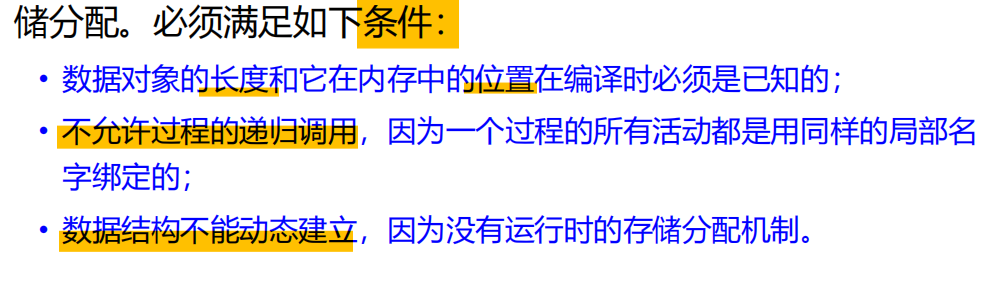 储分配。必须满足如下条件：
• 数据对象的长度和它在内存中的位置在编译时必须是已知的；
• 不允许过程的递归调用，因为一个过程的所有活动都是用同样的局部名
字绑定的；
• 数据结构不能动态建立，因为没有运行时的存储分配机制。